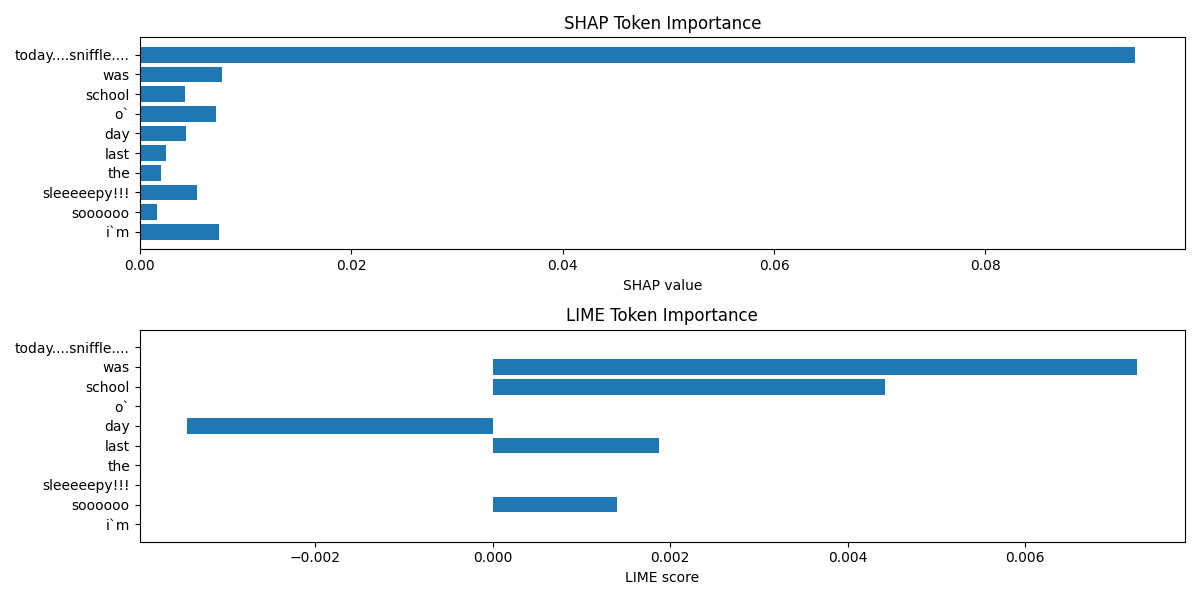 SHAP Token Importance
today....sniffle....
was
school
o`
day
last
the
sleeeeepy!!!
soooooo
i`m
0.00 0.02 0.04 0.06 0.08
SHAP value
LIME Token Importance
today....sniffle....
was
school
o`
day
last
the
sleeeeepy!!!
soooooo
i`m
−0.002 0.000 0.002 0.004 0.006
LIME score